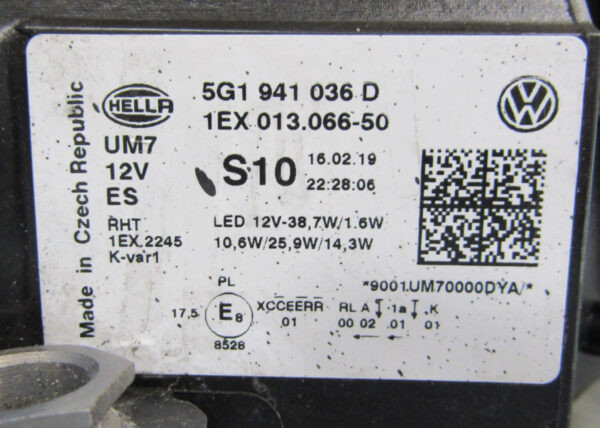 Made in Czech Republic
HELLA
5G1 941 036 D
1EX 013.066-50
UM7
12V
ES
S10
16.02.19
22:28:06
RHT
1EX.2245
K-var1
LED 12V-38,7W/1.6W
10,6W/25,9W/14,3W
*9001UM70000DYA/*
PL
17,5
E8
8528
XCCEERR
01
RL A 1a K
00 02 01 01
VW